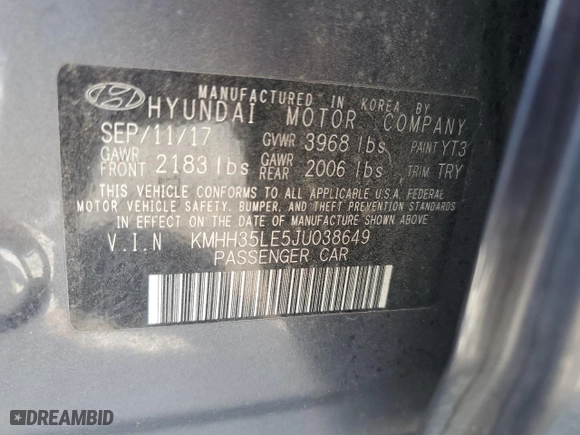 MANUFACTURED IN KOREA BY
HYUNDAI MOTOR COMPANY
SEP/11/17 GVWR 3968 lbs PAINT YT3
GAWR FRONT 2183 lbs GAWR REAR 2006 lbs TRIM TRY
THIS VEHICLE CONFORMS TO ALL APPLICABLE U.S.A. FEDERAL
MOTOR VEHICLE SAFETY, BUMPER, AND THEFT PREVENTION STANDARDS
IN EFFECT ON THE DATE OF MANUFACTURE SHOWN ABOVE
V.I.N KMHH35LE5JU038649
PASSENGER CAR
DREAMBID